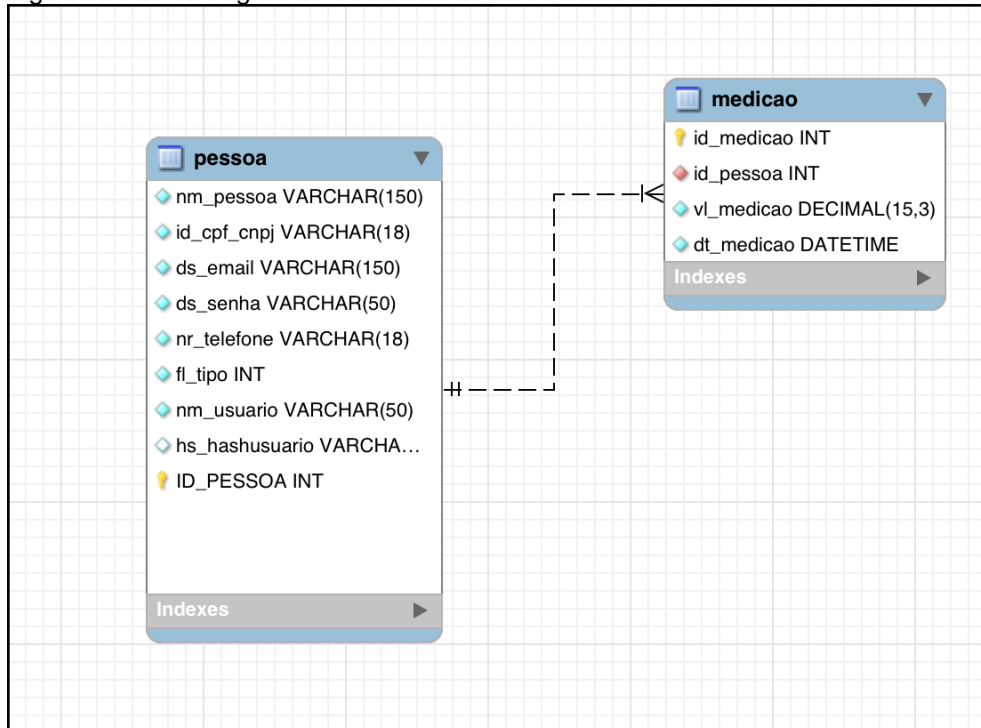 pessoa
nm_pessoa VARCHAR(150)
id_cpf_cnpj VARCHAR(18)
ds_email VARCHAR(150)
ds_senha VARCHAR(50)
nr_telefone VARCHAR(18)
fl_tipo INT
nm_usuario VARCHAR(50)
hs_hashusuario VARCHA...
ID_PESSOA INT
Indexes
medicao
id_medicao INT
id_pessoa INT
vl_medicao DECIMAL(15,3)
dt_medicao DATETIME
Indexes